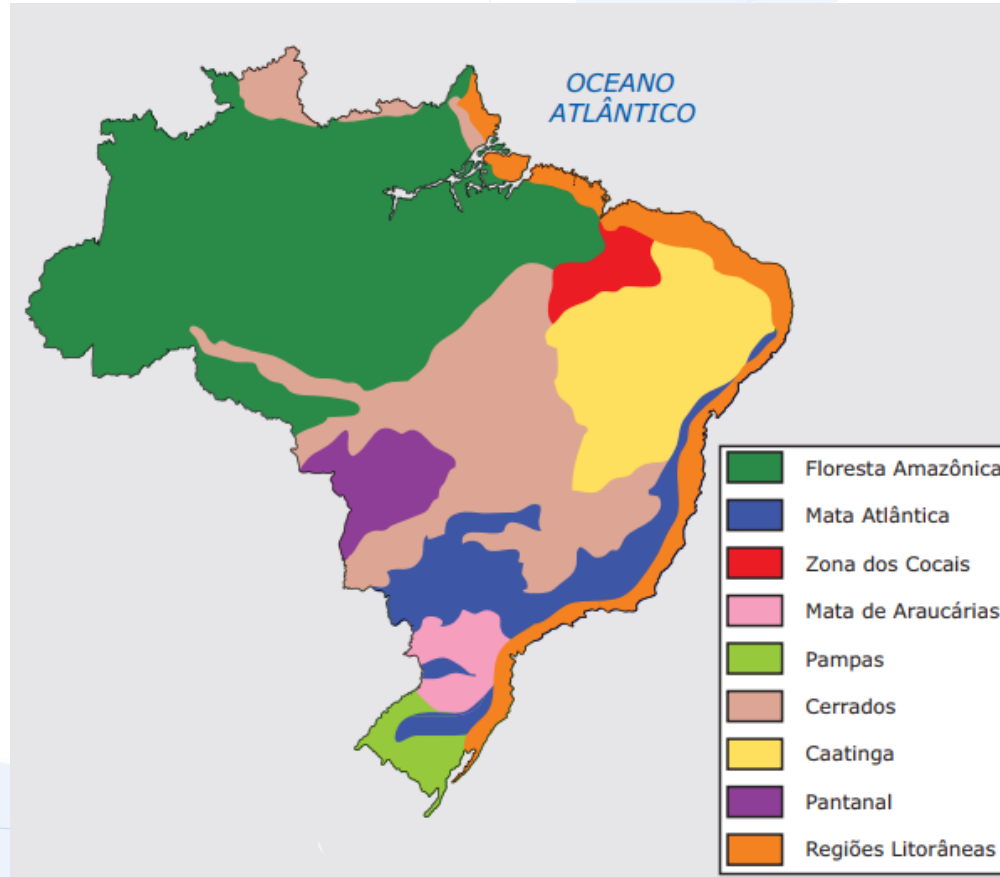 OCEANO
ATLÂNTICO
Floresta Amazônica
Mata Atlântica
Zona dos Cocais
Mata de Araucárias
Pampas
Cerrados
Caatinga
Pantanal
Regiões Litorâneas